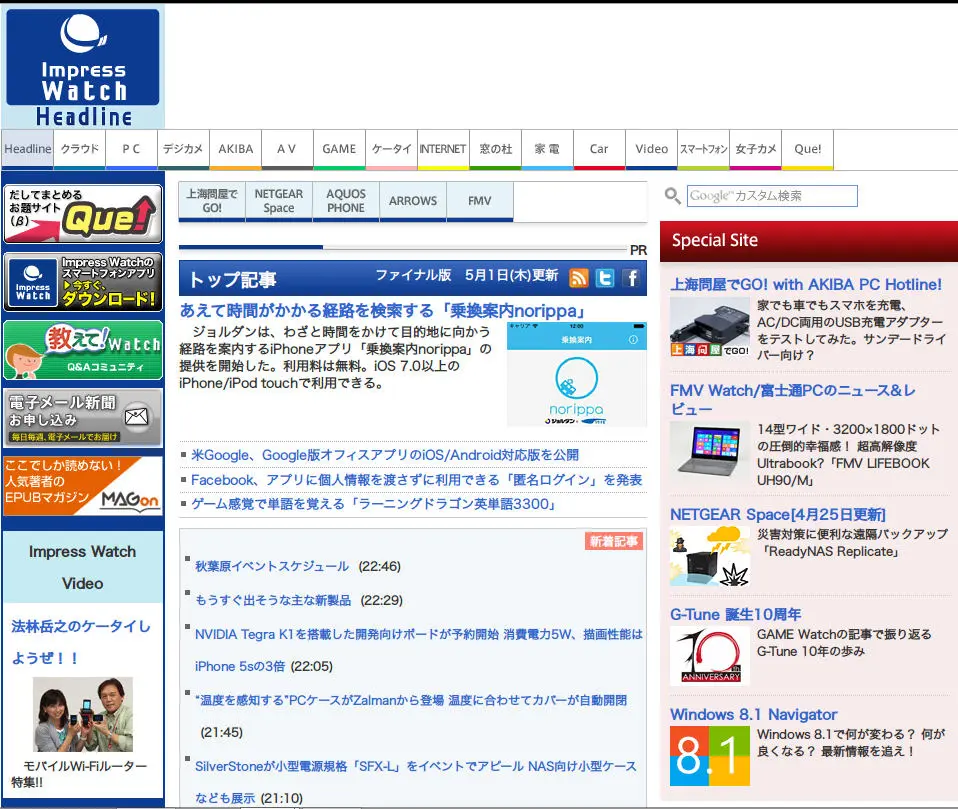 Impress
Watch
Headline
Headline
クラウド
P C
デジカメ
AKIBA
A V
GAME
ケータイ
INTERNET
窓の杜
家 電
Car
Video
スマートフォン
女子カメ
Que!
だしてまとめる
お題サイト
(β)
Que!
Impress Watchの
スマートフォンアプリ
今すぐ、
ダウンロード!
Impress
Watch
教えて!Watch
Q&Aコミュニティ
電子メール新聞
お申し込み
毎日毎週、電子メールでお届け
ここでしか読めない！
人気著者の
EPUBマガジン
MAGon
Impress Watch
Video
法林岳之のケータイし
ようぜ！！
モバイルWi-Fiルーター
特集!!
上海問屋で
GO!
NETGEAR
Space
AQUOS
PHONE
ARROWS
FMV
PR
トップ記事
ファイナル版　5月1日(木)更新
あえて時間がかかる経路を検索する「乗換案内norippa」
ジョルダンは、わざと時間をかけて目的地に向かう
経路を案内するiPhoneアプリ「乗換案内norippa」の
提供を開始した。利用料は無料。iOS 7.0以上の
iPhone/iPod touchで利用できる。
キャリア
12:00
乗換案内
norippa
ジョルダン
米Google、Google版オフィスアプリのiOS/Android対応版を公開
Facebook、アプリに個人情報を渡さずに利用できる「匿名ログイン」を発表
ゲーム感覚で単語を覚える「ラーニングドラゴン英単語3300」
新着記事
秋葉原イベントスケジュール (22:46)
もうすぐ出そうな主な新製品 (22:29)
NVIDIA Tegra K1を搭載した開発向けボードが予約開始 消費電力5W、描画性能は
iPhone 5sの3倍 (22:05)
“温度を感知する”PCケースがZalmanから登場 温度に合わせてカバーが自動開閉
(21:45)
SilverStoneが小型電源規格「SFX-L」をイベントでアピール NAS向け小型ケース
なども展示 (21:10)
Google™カスタム検索
Special Site
上海問屋でGO! with AKIBA PC Hotline!
家でも車でもスマホを充電、
AC/DC両用のUSB充電アダプター
をテストしてみた。サンデードライ
バー向け？
上海問屋でGO!
FMV Watch/富士通PCのニュース&レ
ビュー
14型ワイド・3200×1800ドット
の圧倒的幸福感！ 超高解像度
Ultrabook?「FMV LIFEBOOK
UH90/M」
NETGEAR Space[4月25日更新]
災害対策に便利な遠隔バックアップ
「ReadyNAS Replicate」
G-Tune 誕生10周年
GAME Watchの記事で振り返る
G-Tune 10年の歩み
10
ANNIVERSARY
Windows 8.1 Navigator
Windows 8.1で何が変わる？ 何が
良くなる？ 最新情報を追え！
8.1